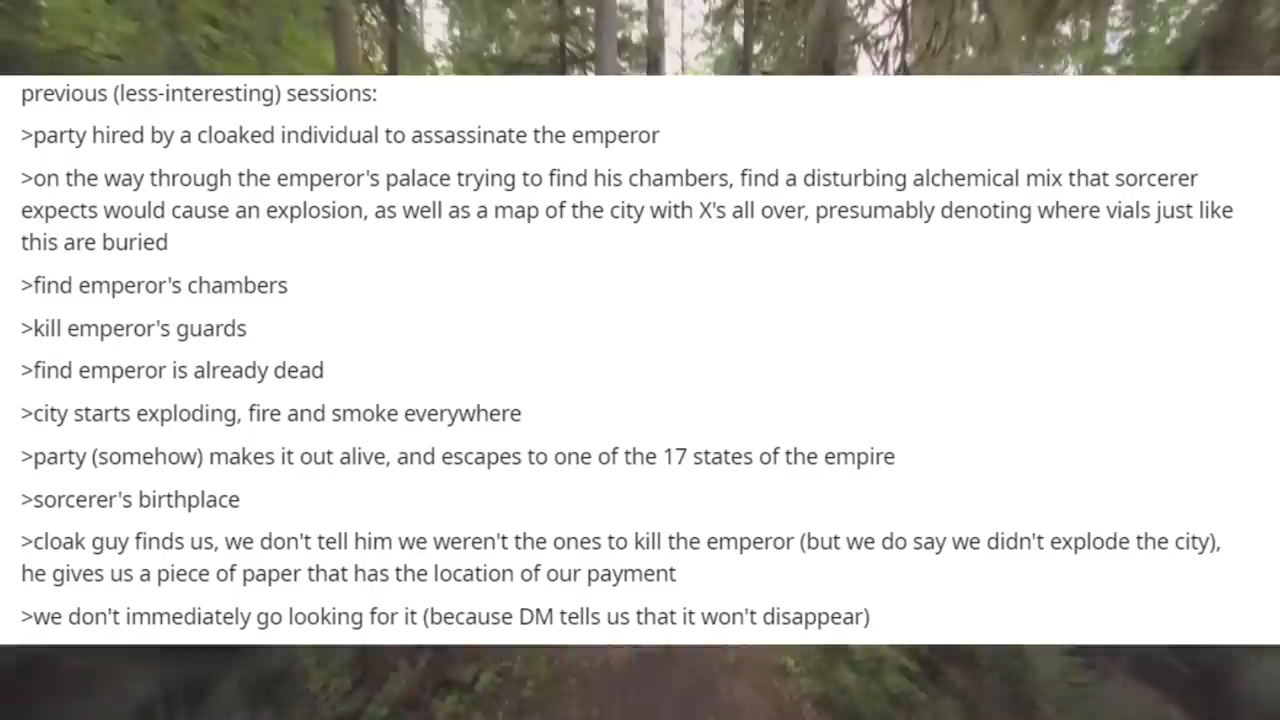 previous (less-interesting) sessions:
>party hired by a cloaked individual to assassinate the emperor
>on the way through the emperor's palace trying to find his chambers, find a disturbing alchemical mix that sorcerer
expects would cause an explosion, as well as a map of the city with X's all over, presumably denoting where vials just like
this are buried
>find emperor's chambers
>kill emperor's guards
>find emperor is already dead
>city starts exploding, fire and smoke everywhere
>party (somehow) makes it out alive, and escapes to one of the 17 states of the empire
>sorcerer's birthplace
>cloak guy finds us, we don't tell him we weren't the ones to kill the emperor (but we do say we didn't explode the city),
he gives us a piece of paper that has the location of our payment
>we don't immediately go looking for it (because DM tells us that it won't disappear)